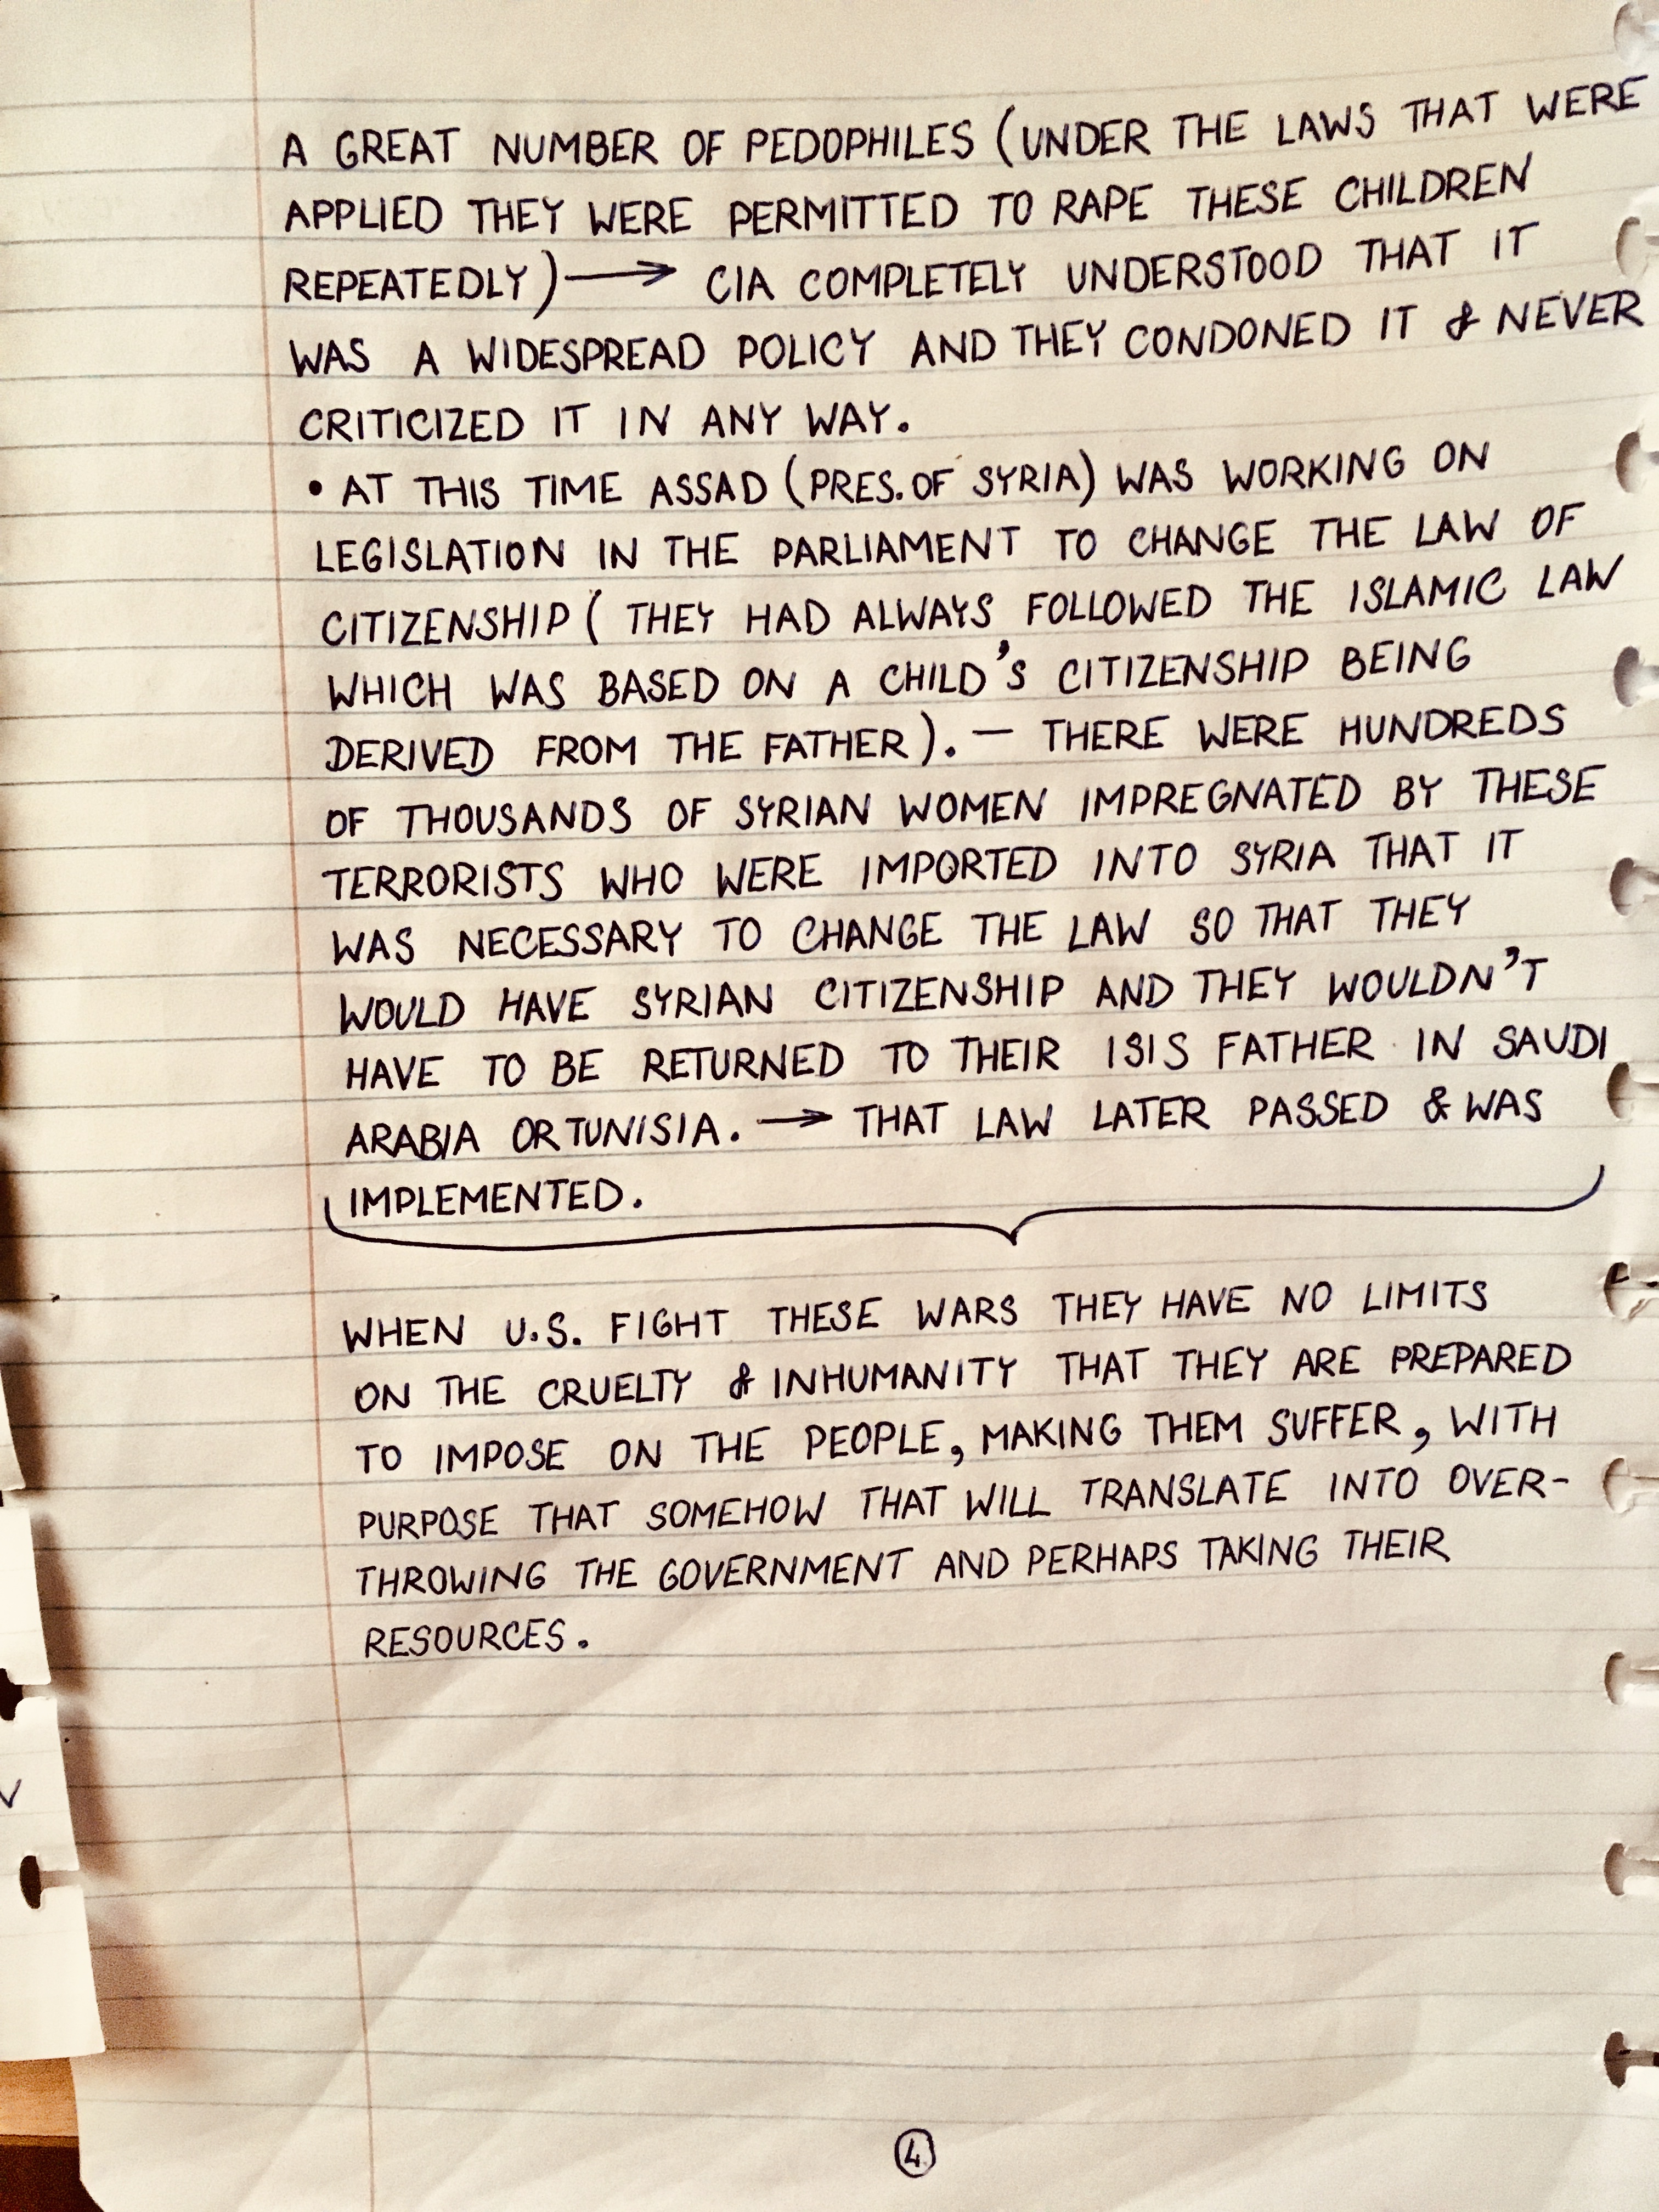 A GREAT NUMBER OF PEDOPHILES (UNDER THE LAWS THAT WERE
APPLIED THEY WERE PERMITTED TO RAPE THESE CHILDREN
REPEATEDLY) → CIA COMPLETELY UNDERSTOOD THAT IT
WAS A WIDESPREAD POLICY AND THEY CONDONED IT & NEVER
CRITICIZED IT IN ANY WAY.
• AT THIS TIME ASSAD (PRES. OF SYRIA) WAS WORKING ON
LEGISLATION IN THE PARLIAMENT TO CHANGE THE LAW OF
CITIZENSHIP ( THEY HAD ALWAYS FOLLOWED THE ISLAMIC LAW
WHICH WAS BASED ON A CHILD'S CITIZENSHIP BEING
DERIVED FROM THE FATHER). — THERE WERE HUNDREDS
OF THOUSANDS OF SYRIAN WOMEN IMPREGNATED BY THESE
TERRORISTS WHO WERE IMPORTED INTO SYRIA THAT IT
WAS NECESSARY TO CHANGE THE LAW SO THAT THEY
WOULD HAVE SYRIAN CITIZENSHIP AND THEY WOULDN'T
HAVE TO BE RETURNED TO THEIR ISIS FATHER IN SAUDI
ARABIA OR TUNISIA. → THAT LAW LATER PASSED & WAS
IMPLEMENTED.
WHEN U.S. FIGHT THESE WARS THEY HAVE NO LIMITS
ON THE CRUELTY & INHUMANITY THAT THEY ARE PREPARED
TO IMPOSE ON THE PEOPLE, MAKING THEM SUFFER, WITH
PURPOSE THAT SOMEHOW THAT WILL TRANSLATE INTO OVER-
THROWING THE GOVERNMENT AND PERHAPS TAKING THEIR
RESOURCES.
4